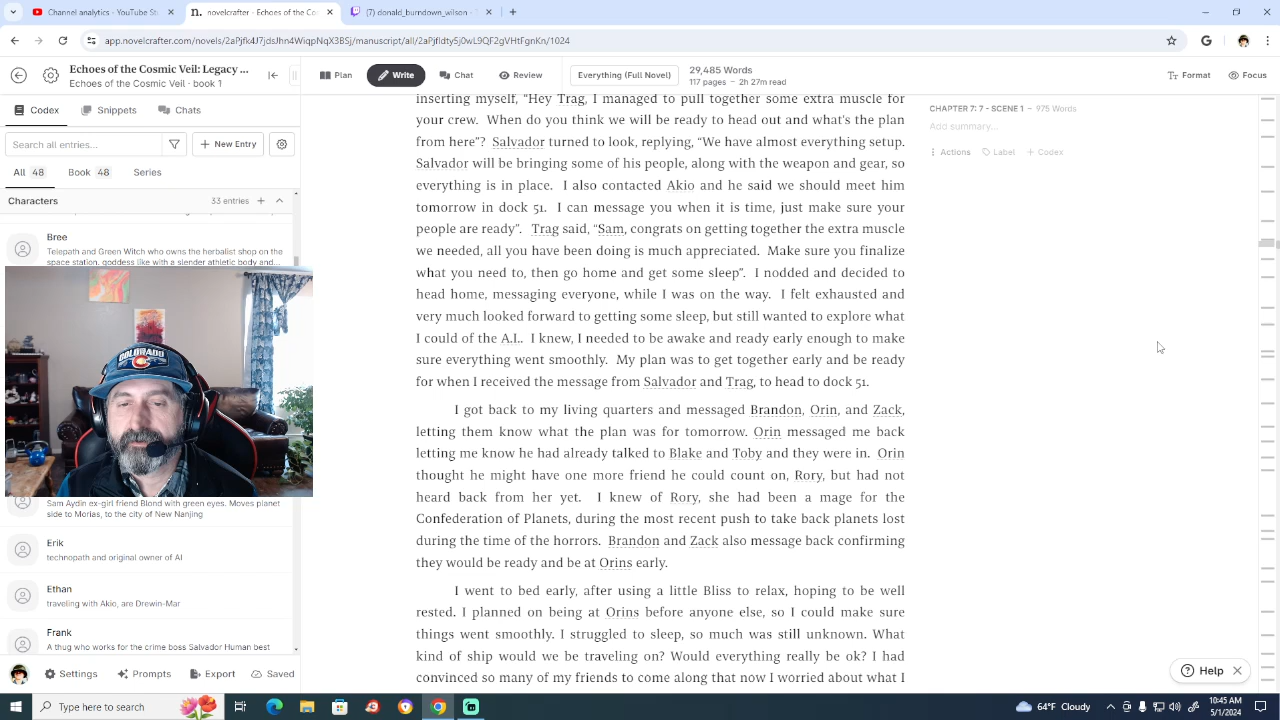 Channel content - YouTube Stu
Echoes of the Cosmic Veil: Lega
(1) donalddubin - Twitch
app.novelcrafter.com/show/novels/2aPjfk4J7JsJhd4WqPNqX3BSj/manuscript/all/2aPjflty5j0wL9QF2gVHtFgnKn/1024
Echoes of the Cosmic Veil: Legacy ...
Echoes of the Cosmic Veil · book 1
Plan
Write
Chat
Review
Everything (Full Novel)
29,485 Words
117 pages – 2h 27m read
Format
Focus
Codex
Snippets
Chats
Search all entries...
+ New Entry
All 48
Book 48
Series
Characters
33 entries
Bree
Telepath and Green Witch who owns the herbalist shop on the
space station, goddess like with a slender athletic body and...
COLORADO
Sam Aydin ex-girl friend Blond with green eyes. Moves planet
side to Morias, to the city of New Nanjing
Erik
technopath and original owner of AI
Ethan
traveling with Akio, are Drewin-Mar
Frank
A thug who works for the crime boss Salvador Human best
Settings
Prompts
Export
Saved
inserting myself, “Hey Trag, I managed to pull together some extra muscle for
your crew. When do you think we will be ready to head out and what’s the plan
from here”? Salvador turned to look, replying, “We have almost everything setup.
Salvador will be bringing some of his people, along with the weapon and gear, so
everything is in place. I also contacted Akio and he said we should meet him
tomorrow in dock 51. I can message you when it is time, just make sure your
people are ready”. Trag said, “Sam, congrats on getting together the extra muscle
we needed, all you have been doing is much appreciated. Make sure you finalize
what you need to, then go home and get some sleep”. I nodded and decided to
head home, messaging everyone, while I was on the way. I felt exhausted and
very much looked forward to getting some sleep, but still wanted to explore what
I could of the A.I.. I knew, I needed to be awake and ready early enough to make
sure everything went smoothly. My plan was to get together early and be ready
for when I received the message from Salvador and Trag, to head to dock 51.
I got back to my living quarters and messaged Brandon, Orin, and Zack,
letting them know what the plan was for tomorrow. Orin messaged me back
letting me know he had already talked to Blake and Toby and they were in. Orin
thought he might have one more friend he could count on, Rory, but had not
heard back from her yet. I knew of Rory, she had been a mage for the
Confederation of Planets, during the most recent push to take back planets lost
during the time of the horrors. Brandon and Zack also message back confirming
they would be ready and be at Orins early.
I went to bed early, after using a little Bliss to relax, hoping to be well
rested. I planned on being at Orins before anyone else, so I could make sure
things went smoothly. I struggled to sleep, so much was still unknown. What
kind of ship would we be traveling on? Would everything really be ok? I had
convinced so many of my friends to come along that now I worried about what I
CHAPTER 7: 7 - SCENE 1 – 975 Words
Add summary...
Actions
Label
+ Codex
Help
Type here to search
64°F Cloudy
10:45 AM
5/1/2024